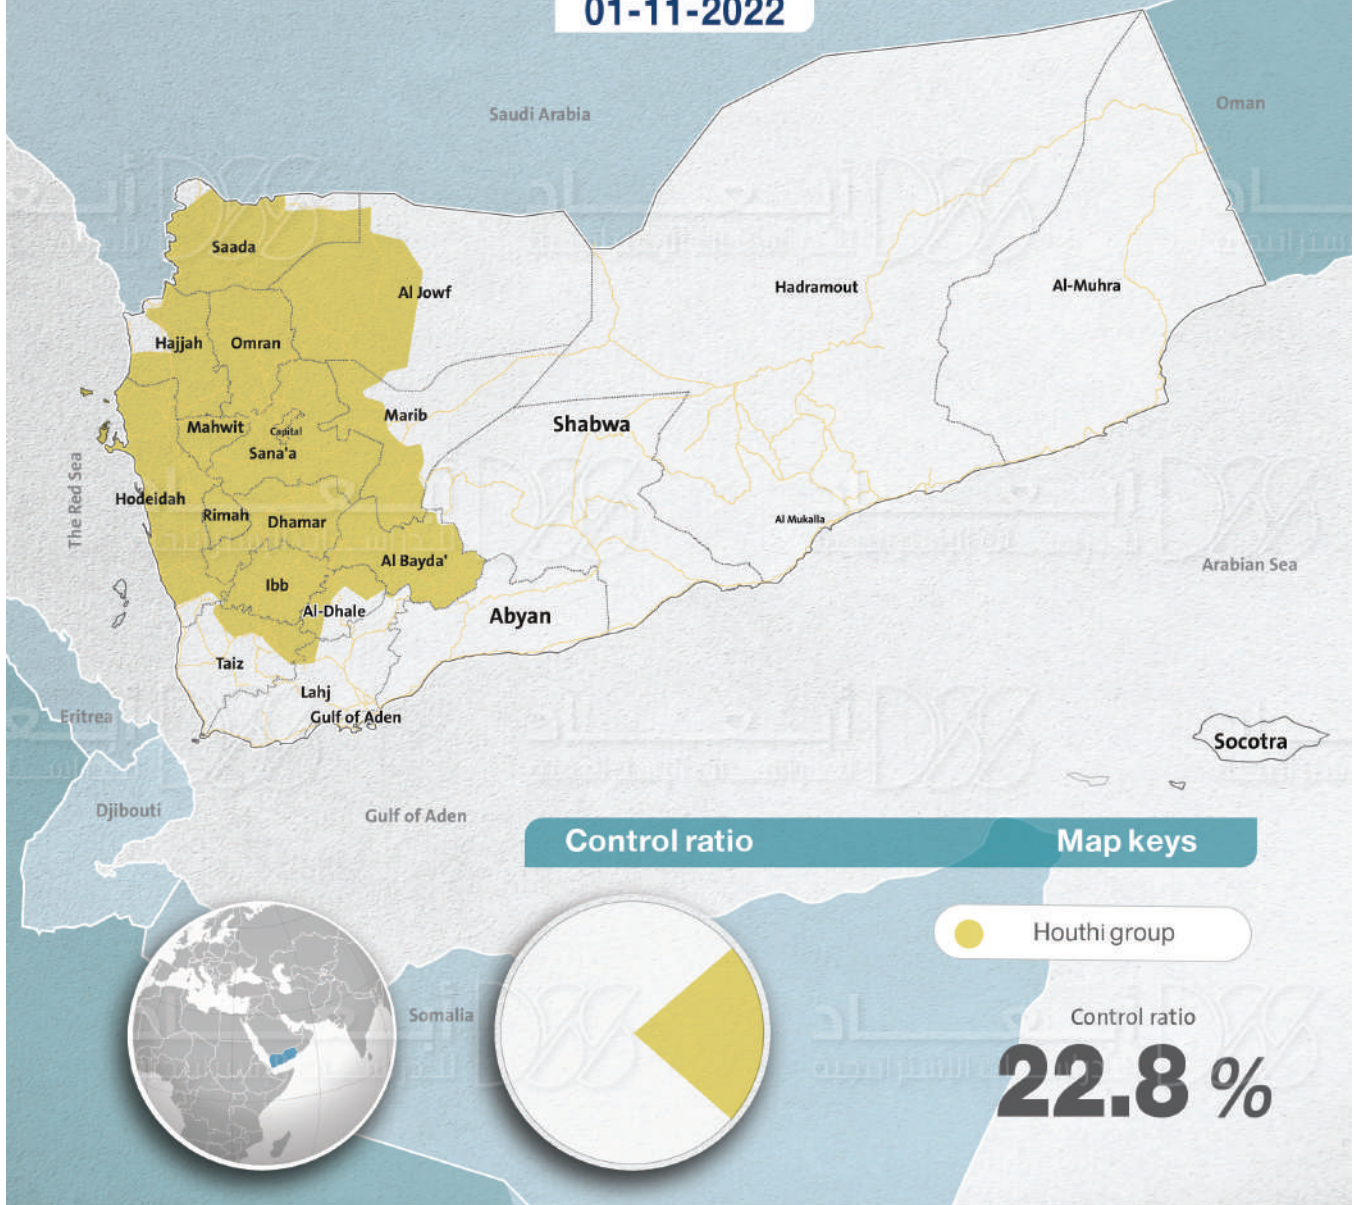 01-11-2022
Saudi Arabia
Oman
Saada
Al Jowf
Hadramout
Al-Muhra
Hajjah
Omran
Marib
Shabwa
Mahwit
Capital
Sana'a
The Red Sea
Hodeidah
Rimah
Dhamar
Al Mukalla
Al Bayda'
Arabian Sea
Ibb
Al-Dhale
Abyan
Taiz
Lahj
Gulf of Aden
Eritrea
Socotra
Djibouti
Gulf of Aden
Control ratio
Map keys
Houthi group
Somalia
Control ratio
22.8 %